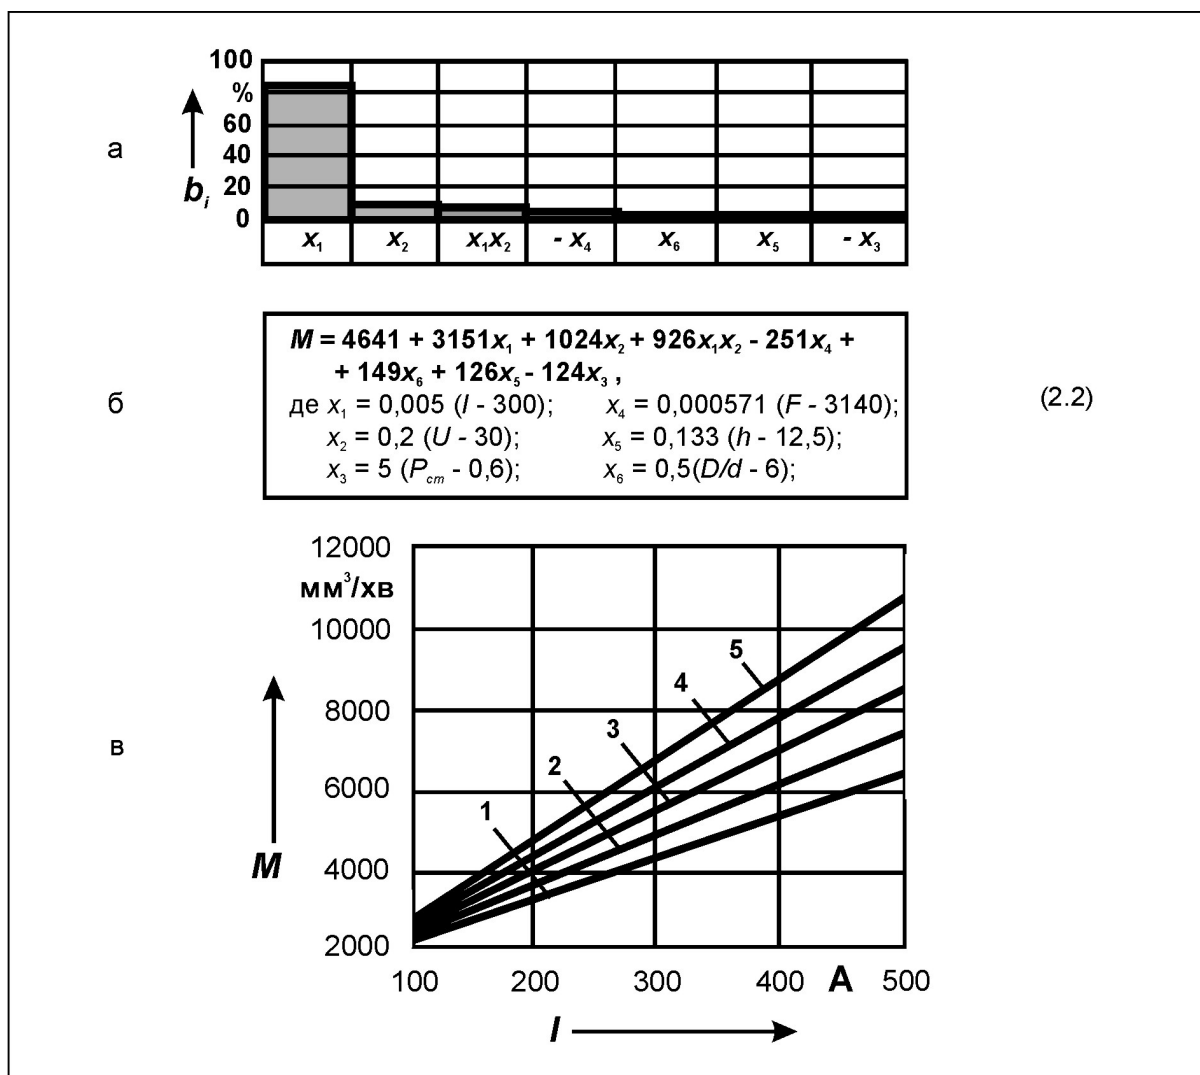 100
%
60
40
20
0
b_i
а
x₁ x₂ x₁x₂ - x₄ x₆ x₅ - x₃
M = 4641 + 3151x₁ + 1024x₂ + 926x₁x₂ - 251x₄ +
+ 149x₆ + 126x₅ - 124x₃ ,
де x₁ = 0,005 (I - 300); x₄ = 0,000571 (F - 3140);
x₂ = 0,2 (U - 30); x₅ = 0,133 (h - 12,5);
x₃ = 5 (P_ст - 0,6); x₆ = 0,5(D/d - 6);
б
(2.2)
12000
мм³/хв
10000
8000
6000
4000
2000
M
в
5
4
3
2
1
100 200 300 400 А 500
I